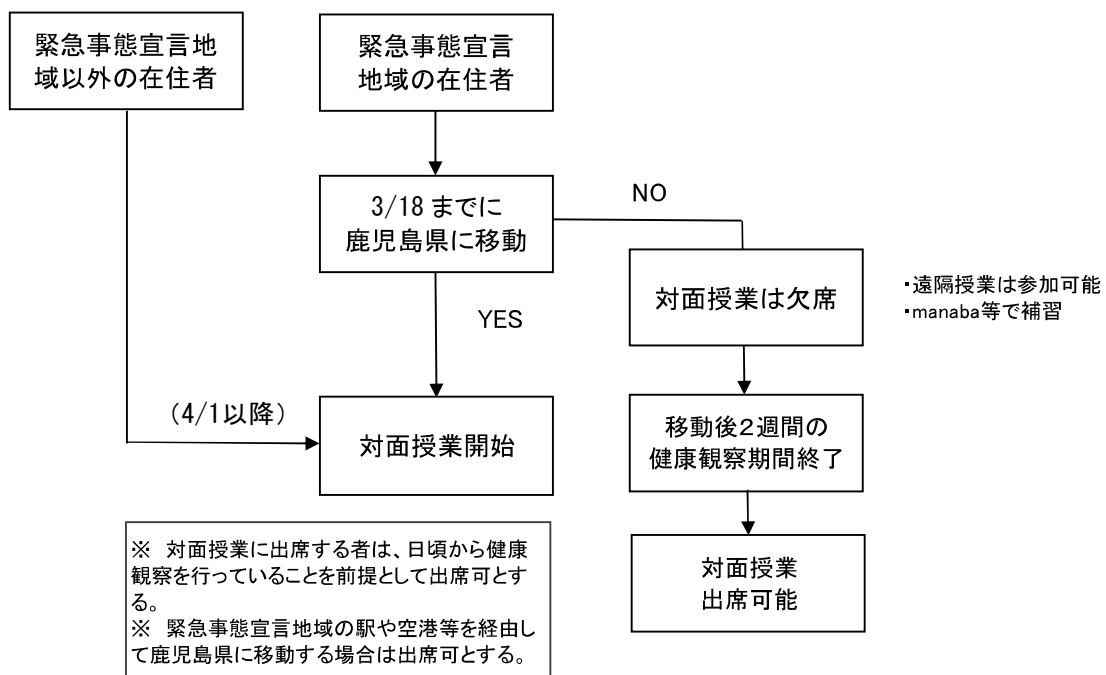 緊急事態宣言地
域以外の在住者
緊急事態宣言
地域の在住者
3/18 までに
鹿児島県に移動
NO
YES
対面授業は欠席
・遠隔授業は参加可能
・manaba等で補習
(4/1以降)
対面授業開始
移動後２週間の
健康観察期間終了
対面授業
出席可能
※　対面授業に出席する者は、日頃から健康
観察を行っていることを前提として出席可とす
る。
※　緊急事態宣言地域の駅や空港等を経由し
て鹿児島県に移動する場合は出席可とする。